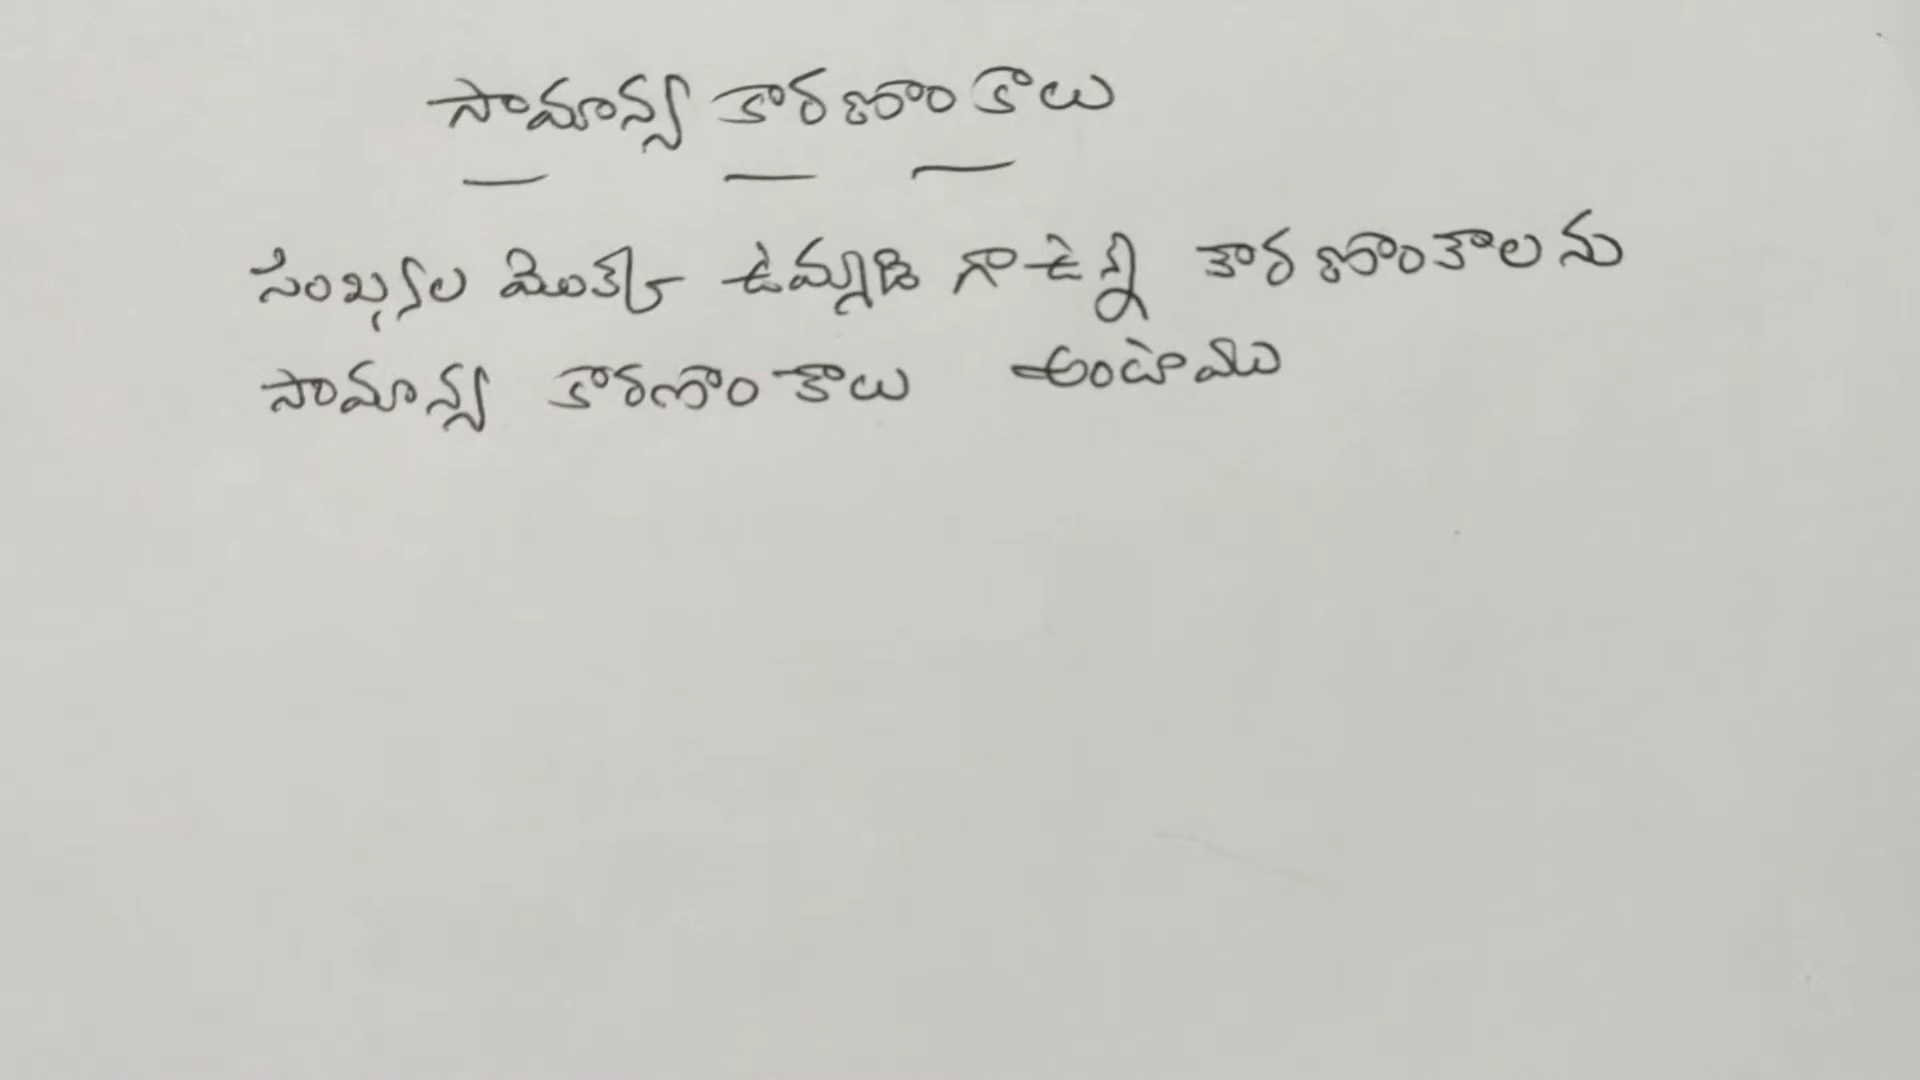 సామాన్య కారణాంకాలు
సంఖ్యల యొక్క ఉమ్మడి గా ఉన్న కారణాంకాలను
సామాన్య కారణాంకాలు అంటాము